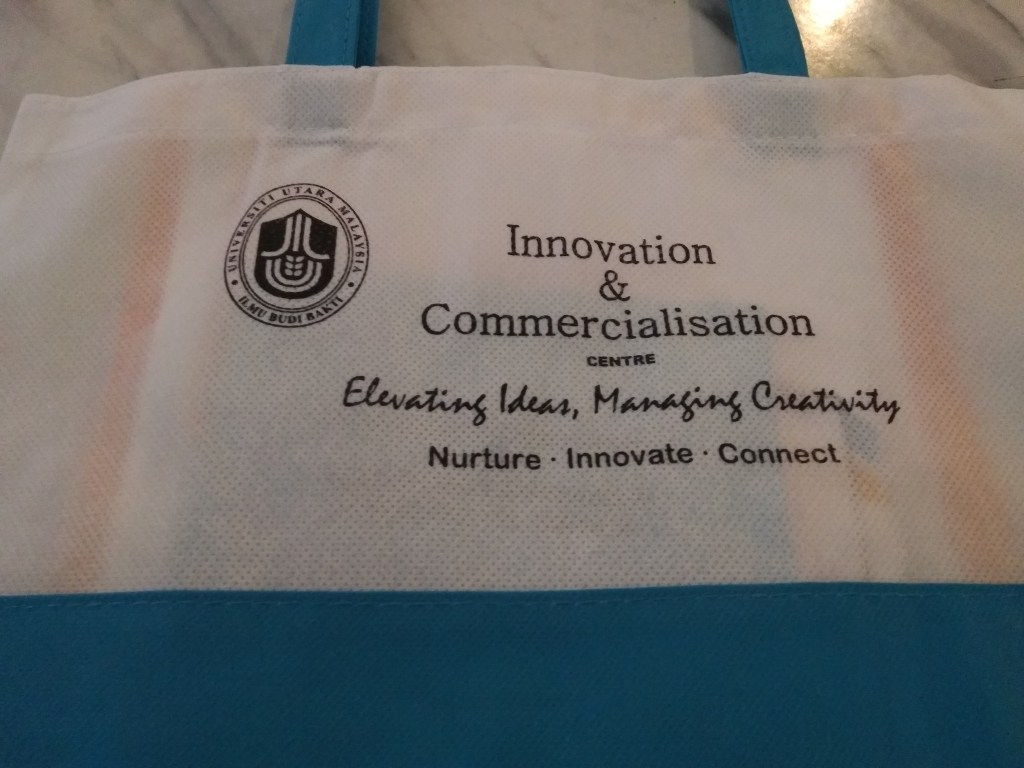 UNIVERSITI UTARA MALAYSIA
ILMU BUDI BAKTI
Innovation
&
Commercialisation
CENTRE
Elevating Ideas, Managing Creativity
Nurture · Innovate · Connect